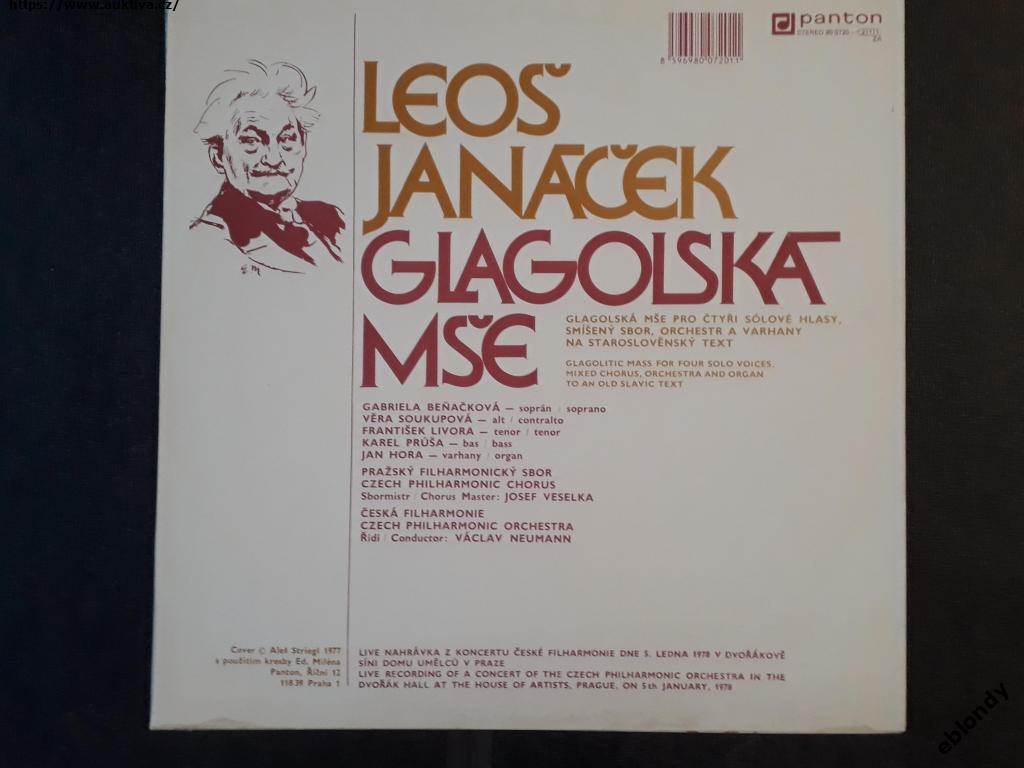 https://www.auktiva.cz/
panton
STEREO 80 0720
ZA
8 596980 072011
LEOŠ
JANÁČEK
GLAGOLSKÁ
MŠE
GLAGOLSKÁ MŠE PRO ČTYŘI SÓLOVÉ HLASY,
SMÍŠENÝ SBOR, ORCHESTR A VARHANY
NA STAROSLOVĚNSKÝ TEXT
GLAGOLITIC MASS FOR FOUR SOLO VOICES,
MIXED CHORUS, ORCHESTRA AND ORGAN
TO AN OLD SLAVIC TEXT
GABRIELA BEŇAČKOVÁ – soprán / soprano
VĚRA SOUKUPOVÁ – alt / contralto
FRANTIŠEK LIVORA – tenor / tenor
KAREL PRŮŠA – bas / bass
JAN HORA – varhany / organ
PRAŽSKÝ FILHARMONICKÝ SBOR
CZECH PHILHARMONIC CHORUS
Sbormistr / Chorus Master: JOSEF VESELKA
ČESKÁ FILHARMONIE
CZECH PHILHARMONIC ORCHESTRA
Řídí / Conductor: VÁCLAV NEUMANN
Cover © Aleš Striegl 1977
s použitím kresby Ed. Miléna
Panton, Říční 12
118 39 Praha 1
LIVE NAHRÁVKA Z KONCERTU ČESKÉ FILHARMONIE DNE 5. LEDNA 1978 V DVOŘÁKOVĚ
SÍNI DOMU UMĚLCŮ V PRAZE
LIVE RECORDING OF A CONCERT OF THE CZECH PHILHARMONIC ORCHESTRA IN THE
DVOŘÁK HALL AT THE HOUSE OF ARTISTS, PRAGUE, ON 5th JANUARY, 1978
eblondy